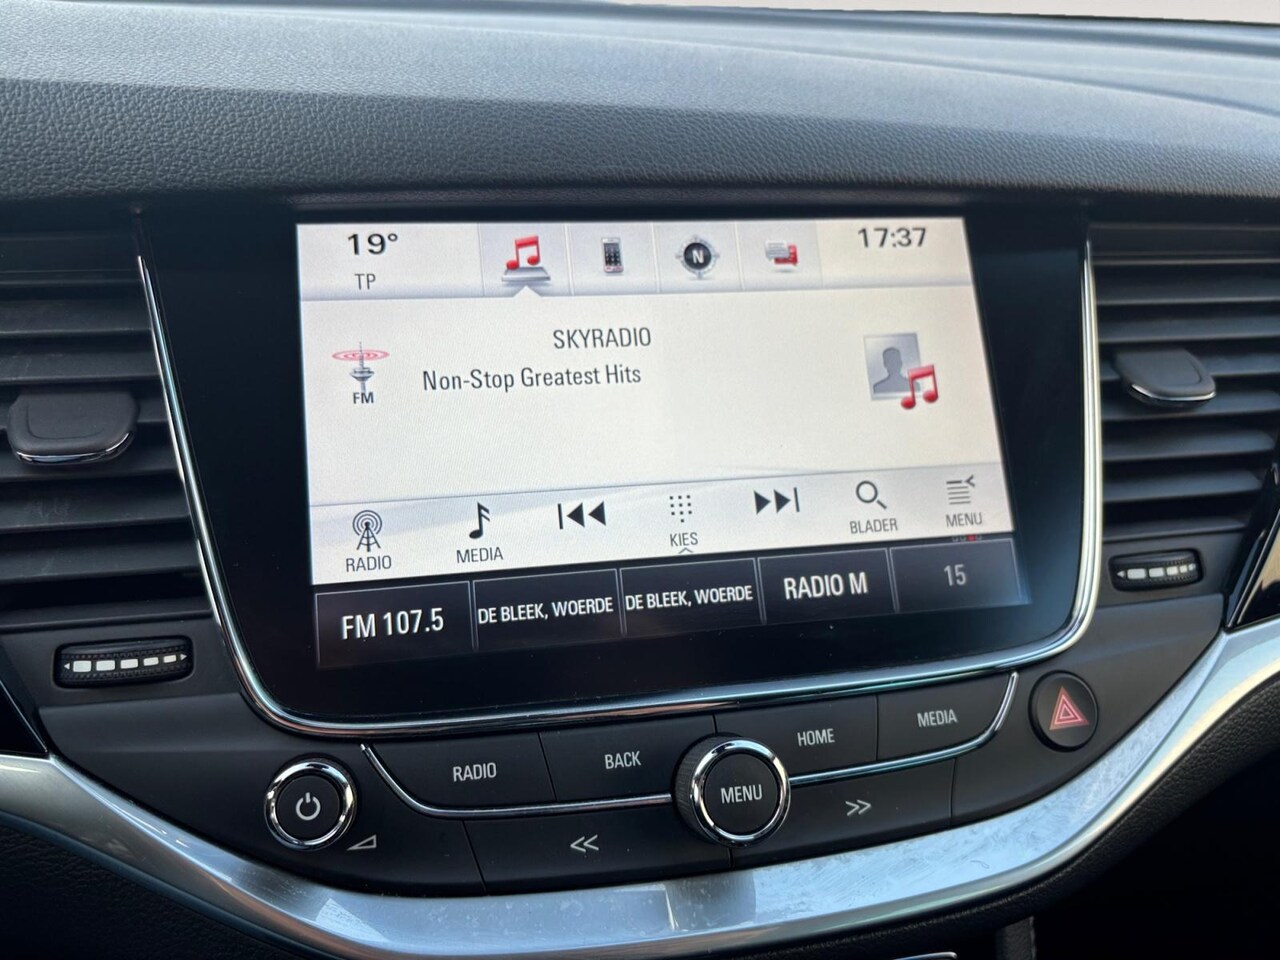 19°
TP
N
17:37
SKYRADIO
Non-Stop Greatest Hits
FM
RADIO
MEDIA
KIES
BLADER
MENU
FM 107.5
DE BLEEK, WOERDE
DE BLEEK, WOERDE
RADIO M
15
RADIO
BACK
MENU
HOME
MEDIA